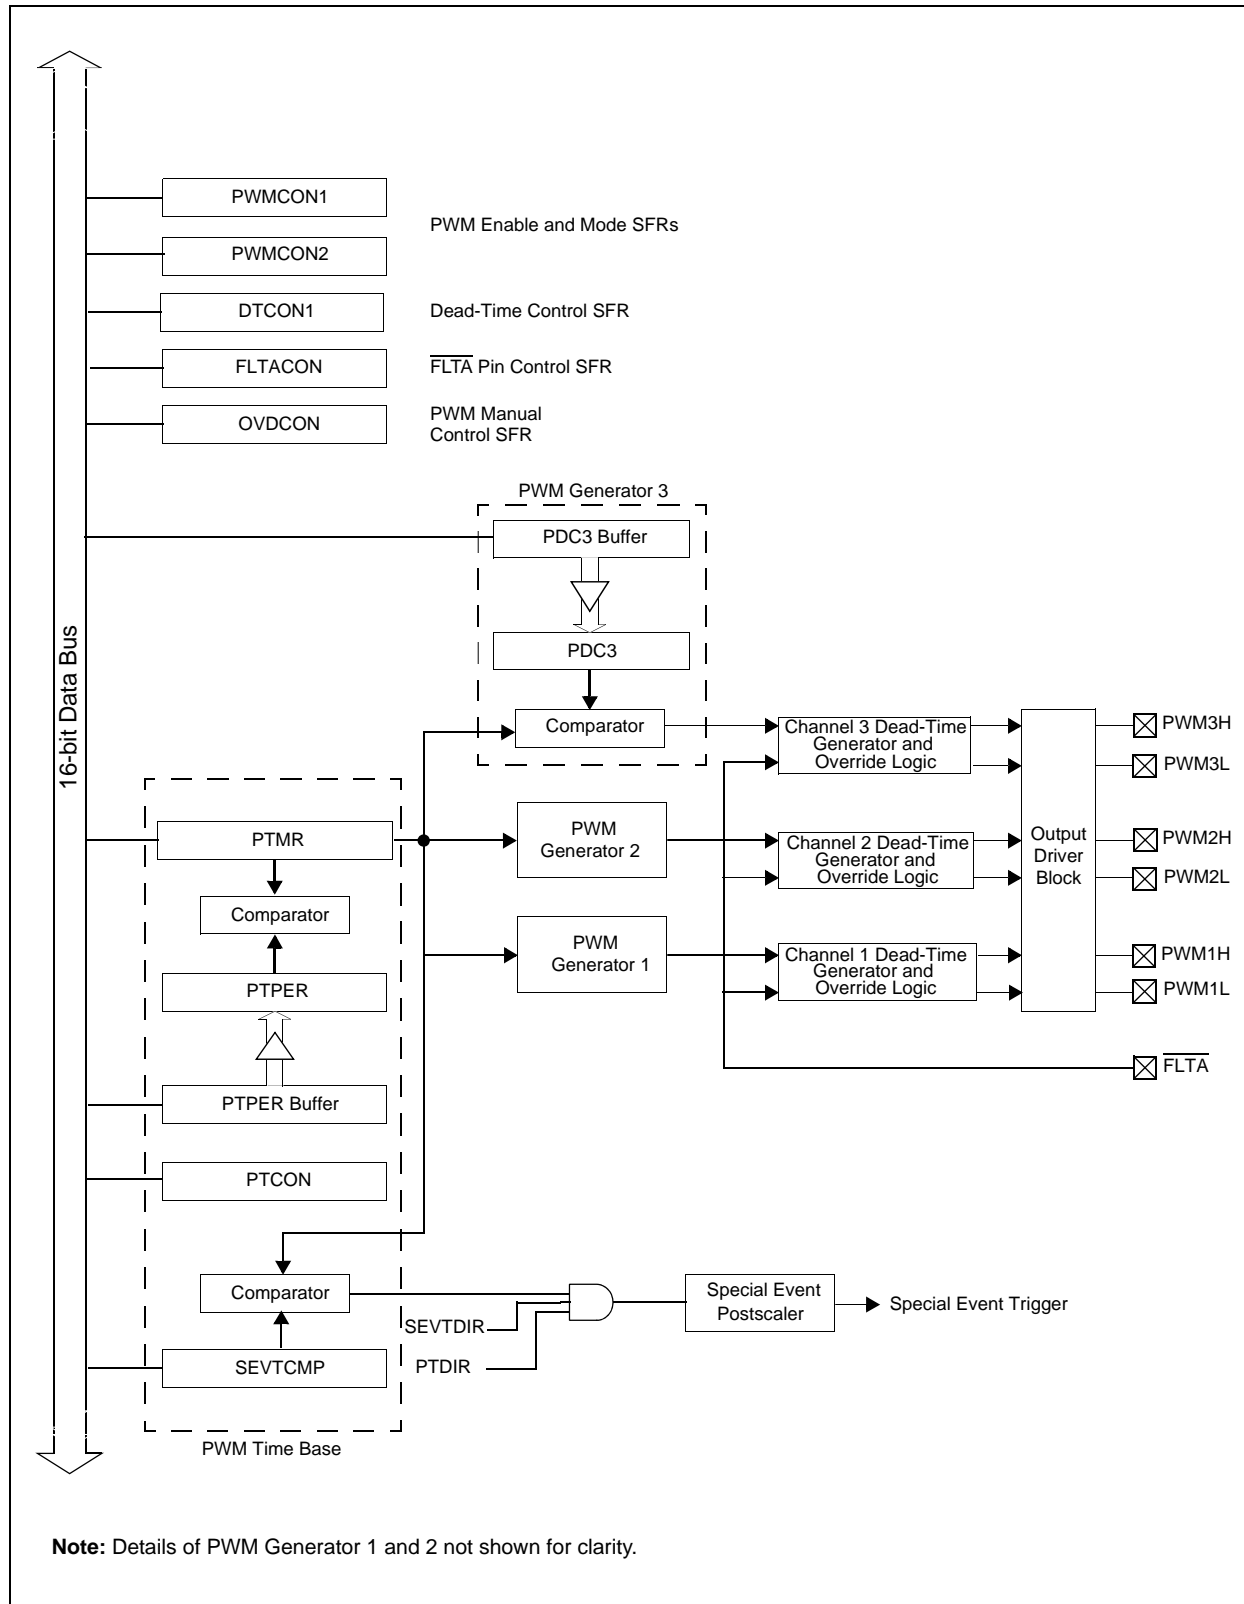 PWMCON1
PWM Enable and Mode SFRs
PWMCON2
DTCON1
Dead-Time Control SFR
FLTACON
FLTA Pin Control SFR
OVDCON
PWM Manual
Control SFR
PWM Generator 3
PDC3 Buffer
PDC3
16-bit Data Bus
Comparator
Channel 3 Dead-Time
Generator and
Override Logic
PWM3H
PWM3L
PTMR
PWM
Generator 2
Channel 2 Dead-Time
Generator and
Override Logic
Output
Driver
Block
PWM2H
PWM2L
Comparator
PWM
Generator 1
Channel 1 Dead-Time
Generator and
Override Logic
PWM1H
PWM1L
PTPER
FLTA
PTPER Buffer
PTCON
Comparator
SEVTDIR
PTDIR
Special Event
Postscaler
Special Event Trigger
SEVTCMP
PWM Time Base
Note: Details of PWM Generator 1 and 2 not shown for clarity.